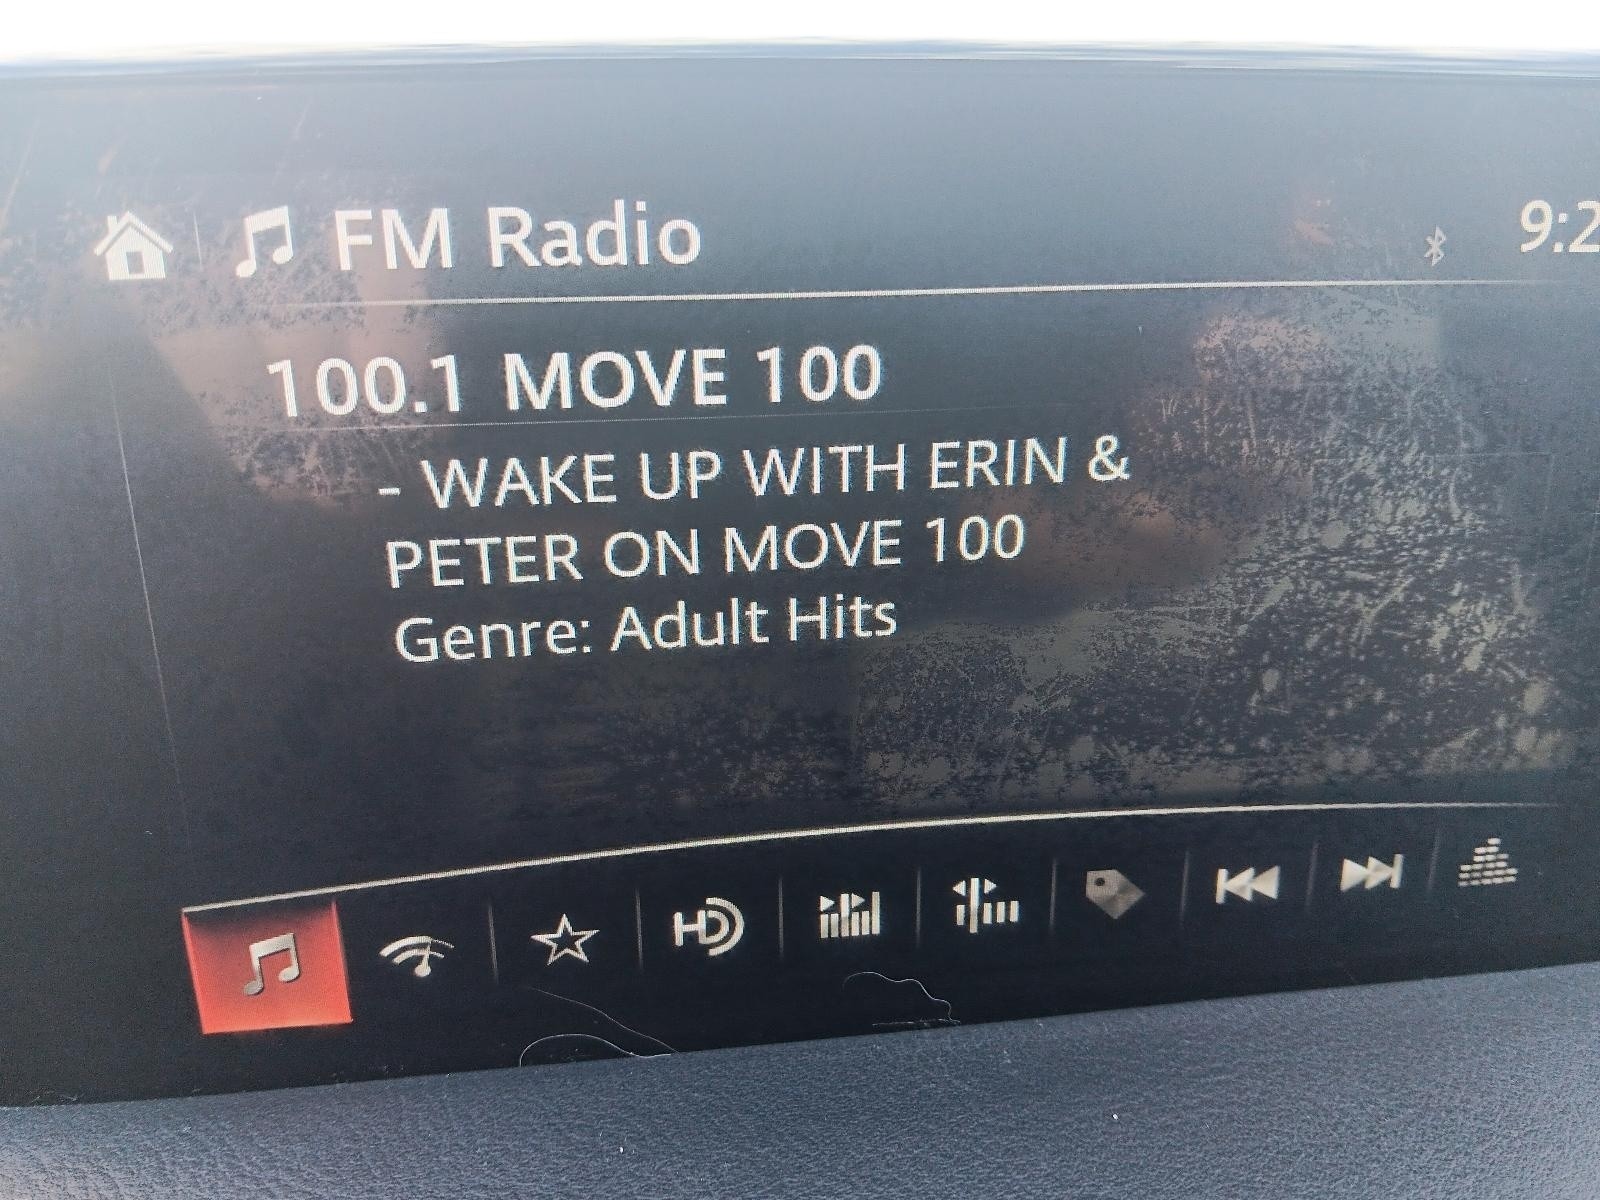 FM Radio
9:2
100.1 MOVE 100
- WAKE UP WITH ERIN &
PETER ON MOVE 100
Genre: Adult Hits
HD